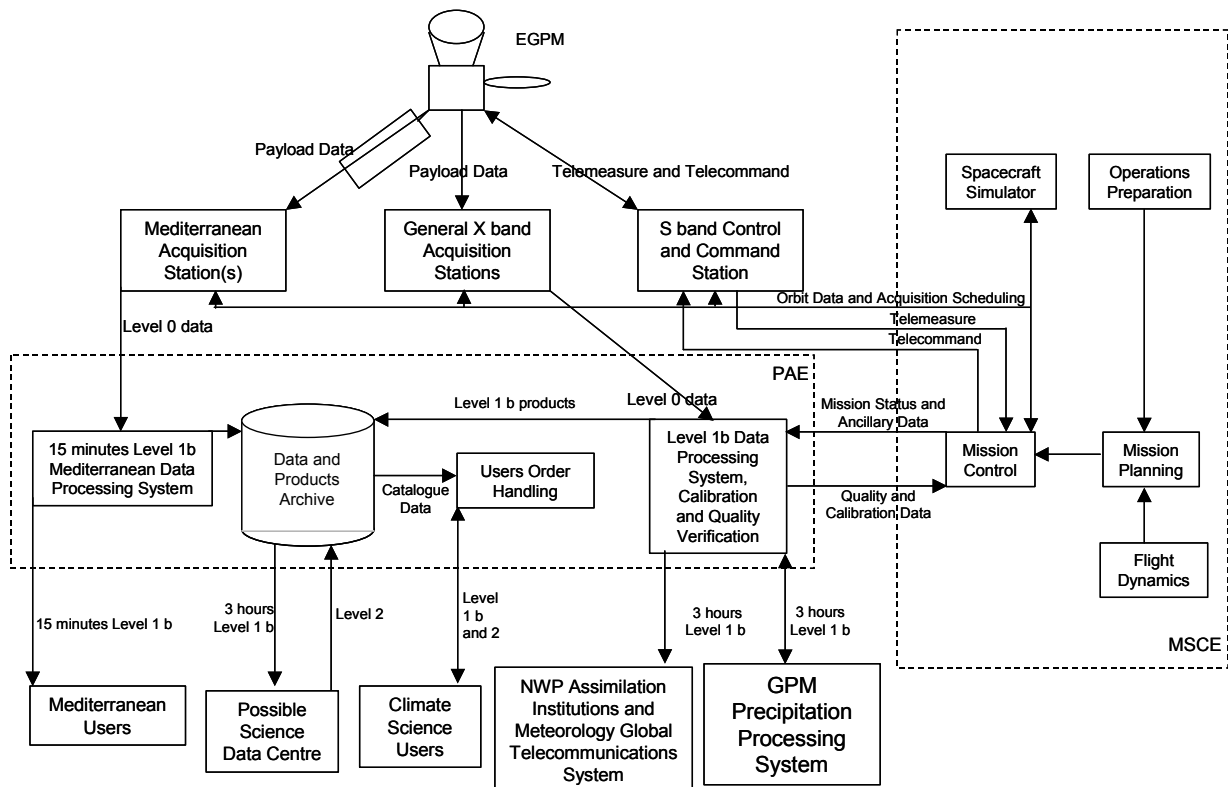 EGPM
Payload Data
Payload Data
Telemeasure and Telecommand
Spacecraft
Simulator
Operations
Preparation
Mediterranean
Acquisition
Station(s)
General X band
Acquisition
Stations
S band Control
and Command
Station
Orbit Data and Acquisition Scheduling
Telemeasure
Telecommand
Level 0 data
PAE
Level 0 data
Level 1 b products
Mission Status and
Ancillary Data
15 minutes Level 1b
Mediterranean Data
Processing System
Data and
Products
Archive
Catalogue
Data
Users Order
Handling
Level 1b Data
Processing
System,
Calibration
and Quality
Verification
Quality and
Calibration Data
Mission
Control
Mission
Planning
Flight
Dynamics
MSCE
15 minutes Level 1 b
3 hours
Level 1 b
Level 2
Level
1 b
and 2
3 hours
Level 1 b
3 hours
Level 1 b
Mediterranean
Users
Possible
Science
Data Centre
Climate
Science
Users
NWP Assimilation
Institutions and
Meteorology Global
Telecommunications
System
GPM
Precipitation
Processing
System